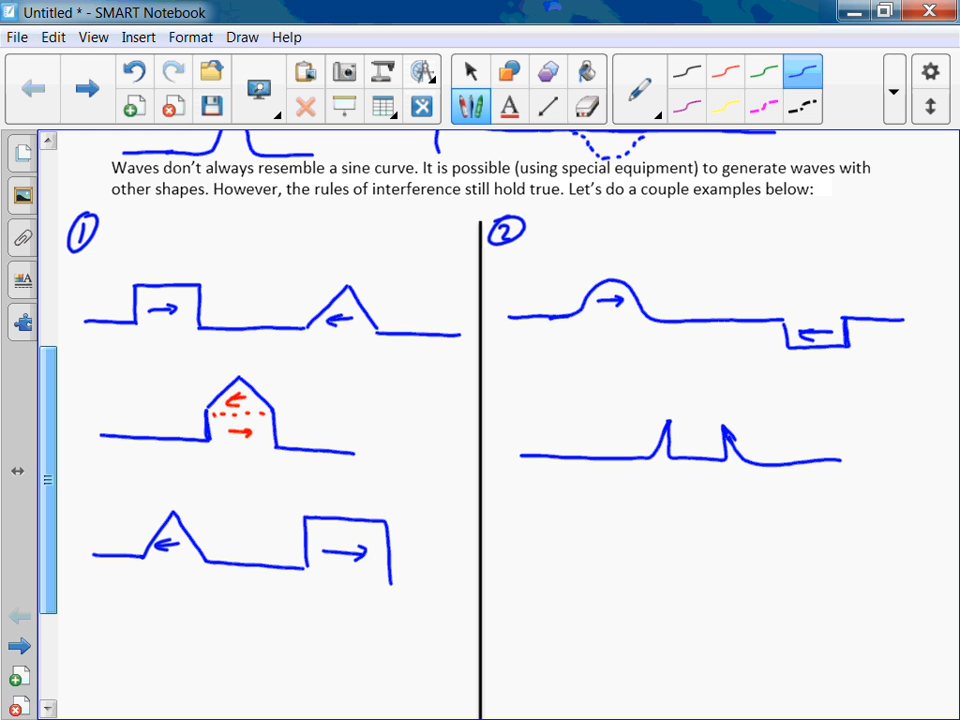 Untitled * - SMART Notebook
File Edit View Insert Format Draw Help
Waves don't always resemble a sine curve. It is possible (using special equipment) to generate waves with
other shapes. However, the rules of interference still hold true. Let's do a couple examples below:
1
2